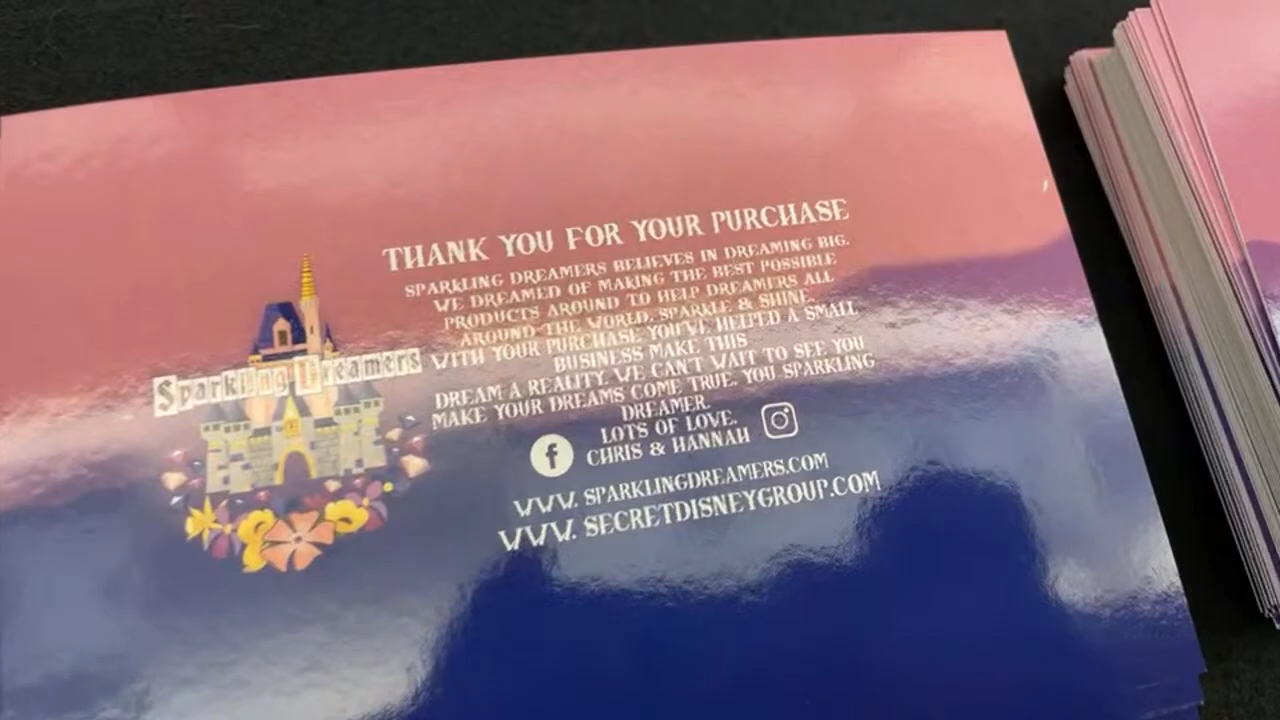 THANK YOU FOR YOUR PURCHASE
SPARKLING DREAMERS BELIEVES IN DREAMING BIG.
WE DREAMED OF MAKING THE BEST POSSIBLE
PRODUCTS AROUND TO HELP DREAMERS ALL
AROUND THE WORLD, SPARKLE & SHINE.
WITH YOUR PURCHASE YOU'VE HELPED A SMALL
BUSINESS MAKE THIS
DREAM A REALITY. WE CAN'T WAIT TO SEE YOU
MAKE YOUR DREAMS COME TRUE. YOU SPARKLING
DREAMER.
LOTS OF LOVE.
CHRIS & HANNAH
WWW. SPARKLINGDREAMERS.COM
WWW. SECRETDISNEYGROUP.COM
Sparkling Dreamers